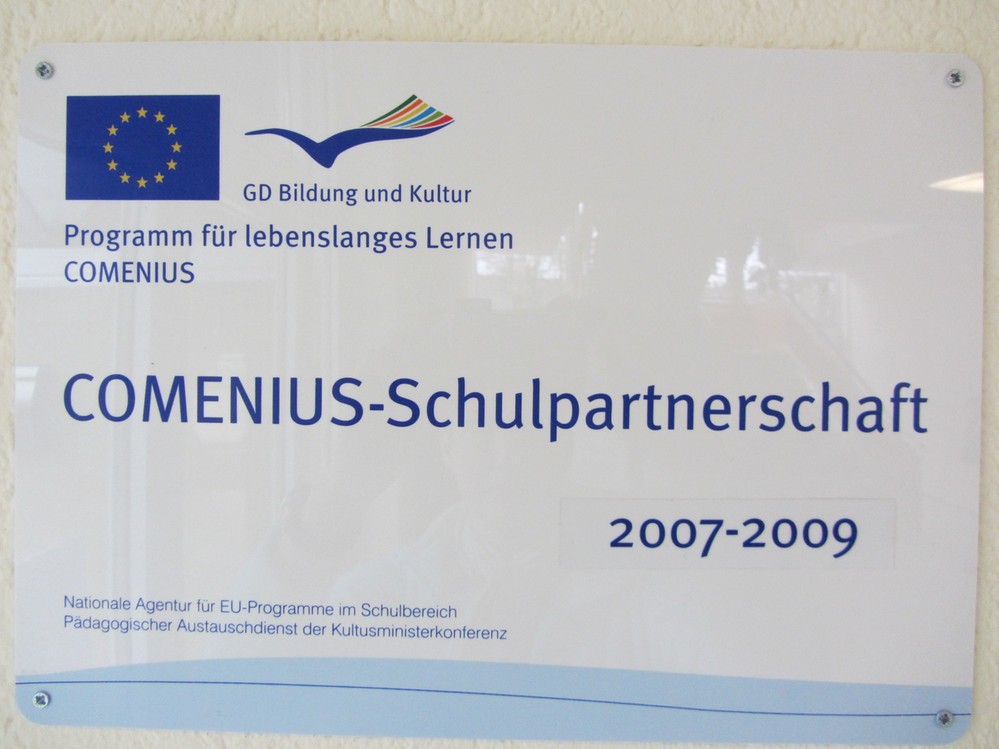 GD Bildung und Kultur
Programm für lebenslanges Lernen
COMENIUS
COMENIUS-Schulpartnerschaft
2007-2009
Nationale Agentur für EU-Programme im Schulbereich
Pädagogischer Austauschdienst der Kultusministerkonferenz